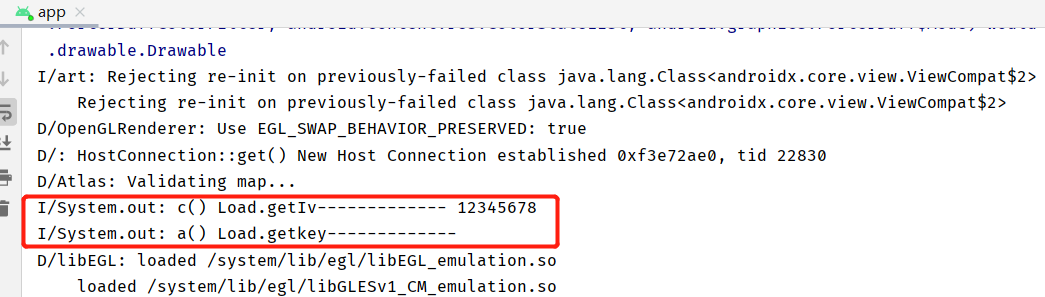 app
.drawable.Drawable
I/art: Rejecting re-init on previously-failed class java.lang.Class<androidx.core.view.ViewCompat$2>
Rejecting re-init on previously-failed class java.lang.Class<androidx.core.view.ViewCompat$2>
D/OpenGLRenderer: Use EGL_SWAP_BEHAVIOR_PRESERVED: true
D/: HostConnection::get() New Host Connection established 0xf3e72ae0, tid 22830
D/Atlas: Validating map...
I/System.out: c() Load.getIv------------- 12345678
I/System.out: a() Load.getkey-------------
D/libEGL: loaded /system/lib/egl/libEGL_emulation.so
loaded /system/lib/egl/libGLESv1_CM_emulation.so